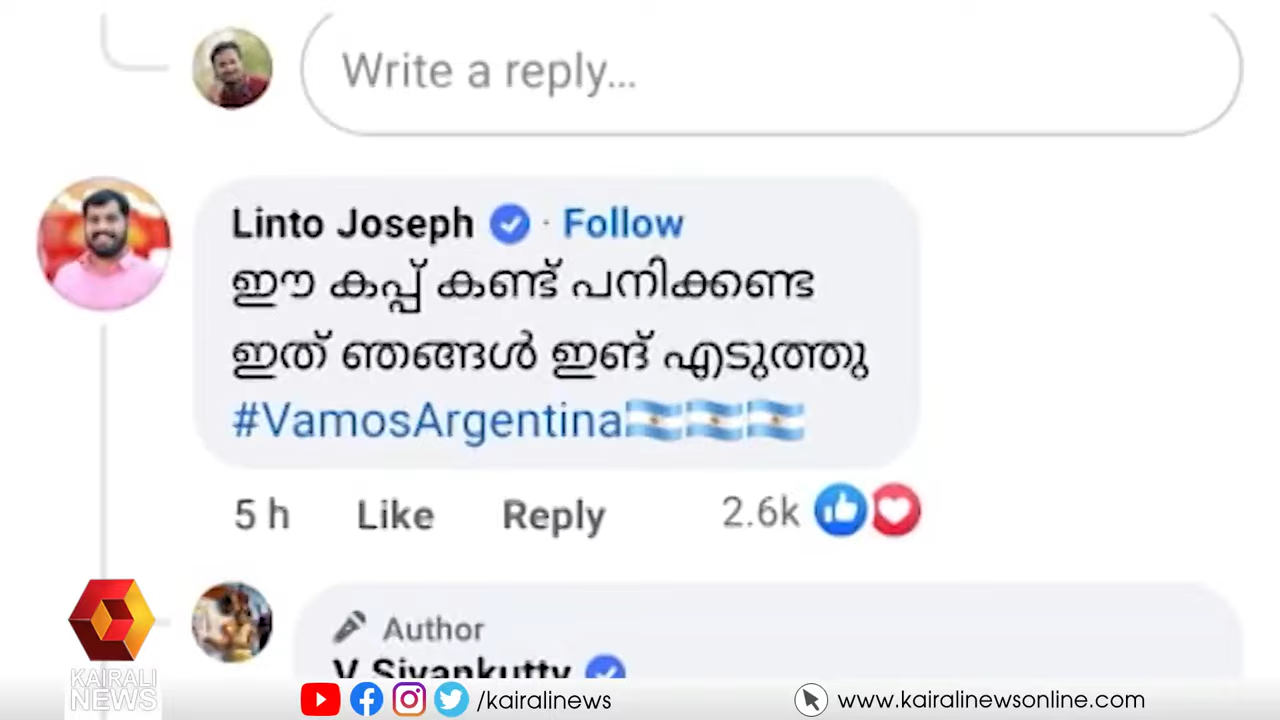 Write a reply...
Linto Joseph · Follow
ഈ കപ്പ് കണ്ട് പനിക്കണ്ട
ഇത് ഞങ്ങൾ ഇങ് എടുത്തു
#VamosArgentina🇦🇷🇦🇷🇦🇷
5 h Like Reply 2.6k
Author
V Sivankutty
KAIRALI
NEWS
/kairalinews
www.kairalinewsonline.com